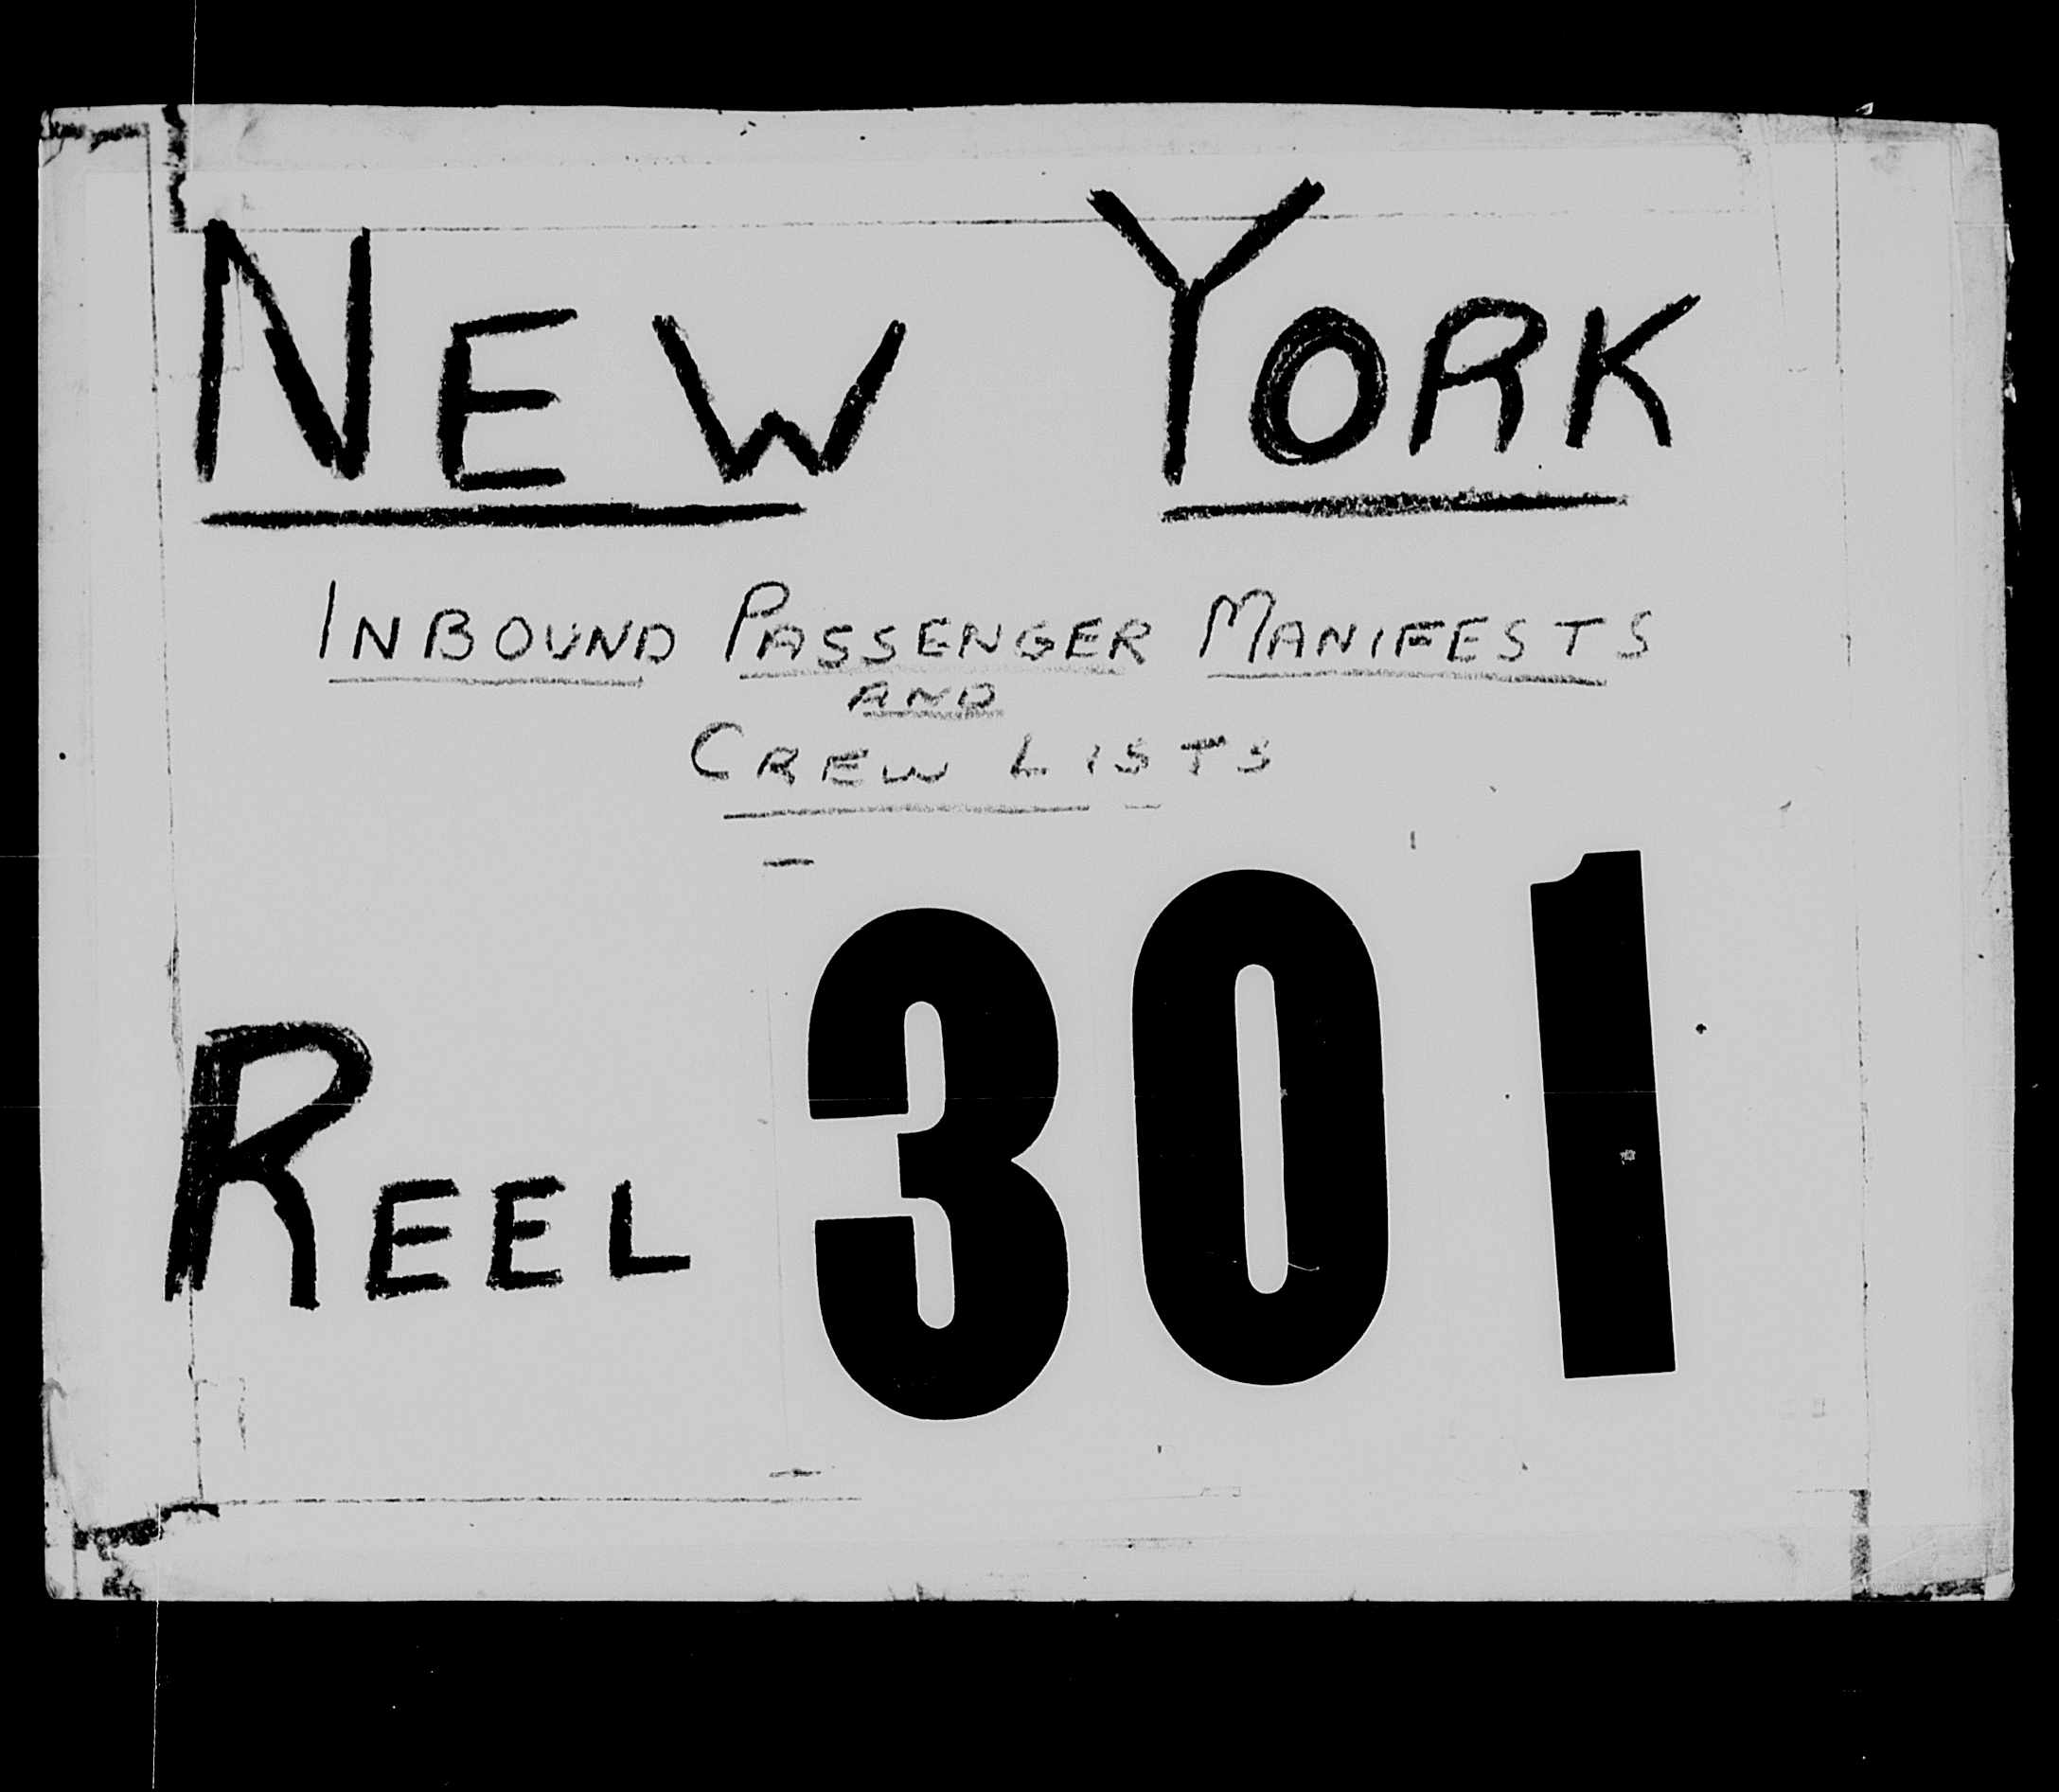 NEW YORK
INBOUND PASSENGER MANIFESTS
AND
CREW LISTS
REEL 301